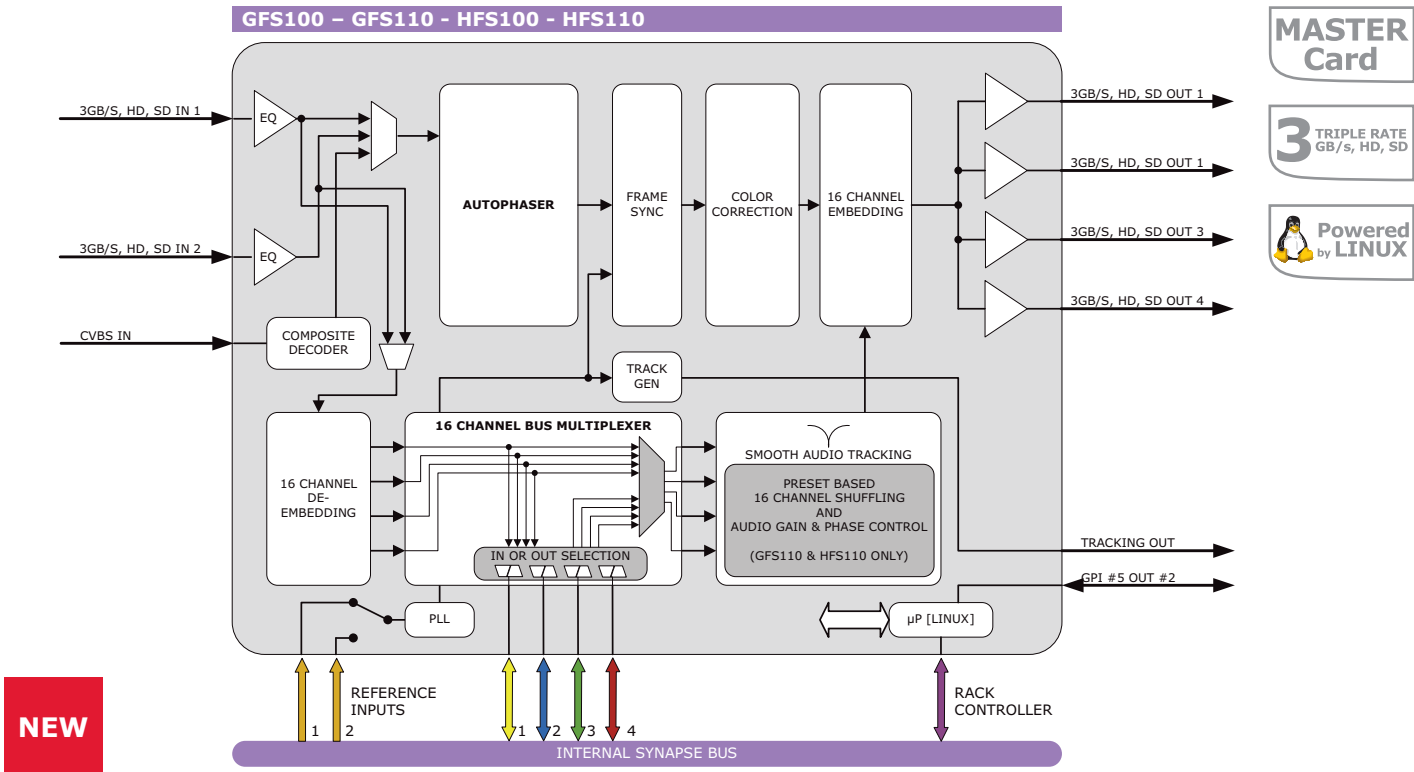 GFS100 – GFS110 - HFS100 - HFS110
MASTER
Card
3 TRIPLE RATE
GB/s, HD, SD
Powered
by LINUX
3GB/S, HD, SD IN 1
EQ
3GB/S, HD, SD IN 2
EQ
CVBS IN
COMPOSITE
DECODER
AUTOPHASER
FRAME
SYNC
COLOR
CORRECTION
16 CHANNEL
EMBEDDING
3GB/S, HD, SD OUT 1
3GB/S, HD, SD OUT 1
3GB/S, HD, SD OUT 3
3GB/S, HD, SD OUT 4
TRACK
GEN
16 CHANNEL
DE-
EMBEDDING
16 CHANNEL BUS MULTIPLEXER
IN OR OUT SELECTION
SMOOTH AUDIO TRACKING
PRESET BASED
16 CHANNEL SHUFFLING
AND
AUDIO GAIN & PHASE CONTROL
(GFS110 & HFS110 ONLY)
TRACKING OUT
GPI #5 OUT #2
PLL
µP [LINUX]
REFERENCE
INPUTS
1
2
1
2
3
4
RACK
CONTROLLER
INTERNAL SYNAPSE BUS
NEW